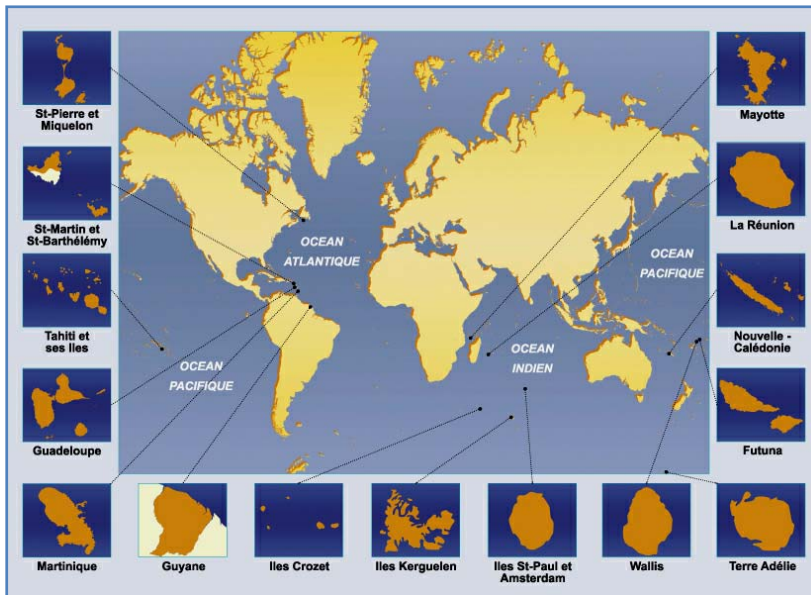 St-Pierre et
Miquelon
St-Martin et
St-Barthélémy
Tahiti et
ses Iles
Guadeloupe
Martinique
Guyane
Iles Crozet
Iles Kerguelen
Iles St-Paul et
Amsterdam
Wallis
Terre Adélie
Mayotte
La Réunion
Nouvelle -
Calédonie
Futuna
OCEAN
ATLANTIQUE
OCEAN
PACIFIQUE
OCEAN
INDIEN
OCEAN
PACIFIQUE